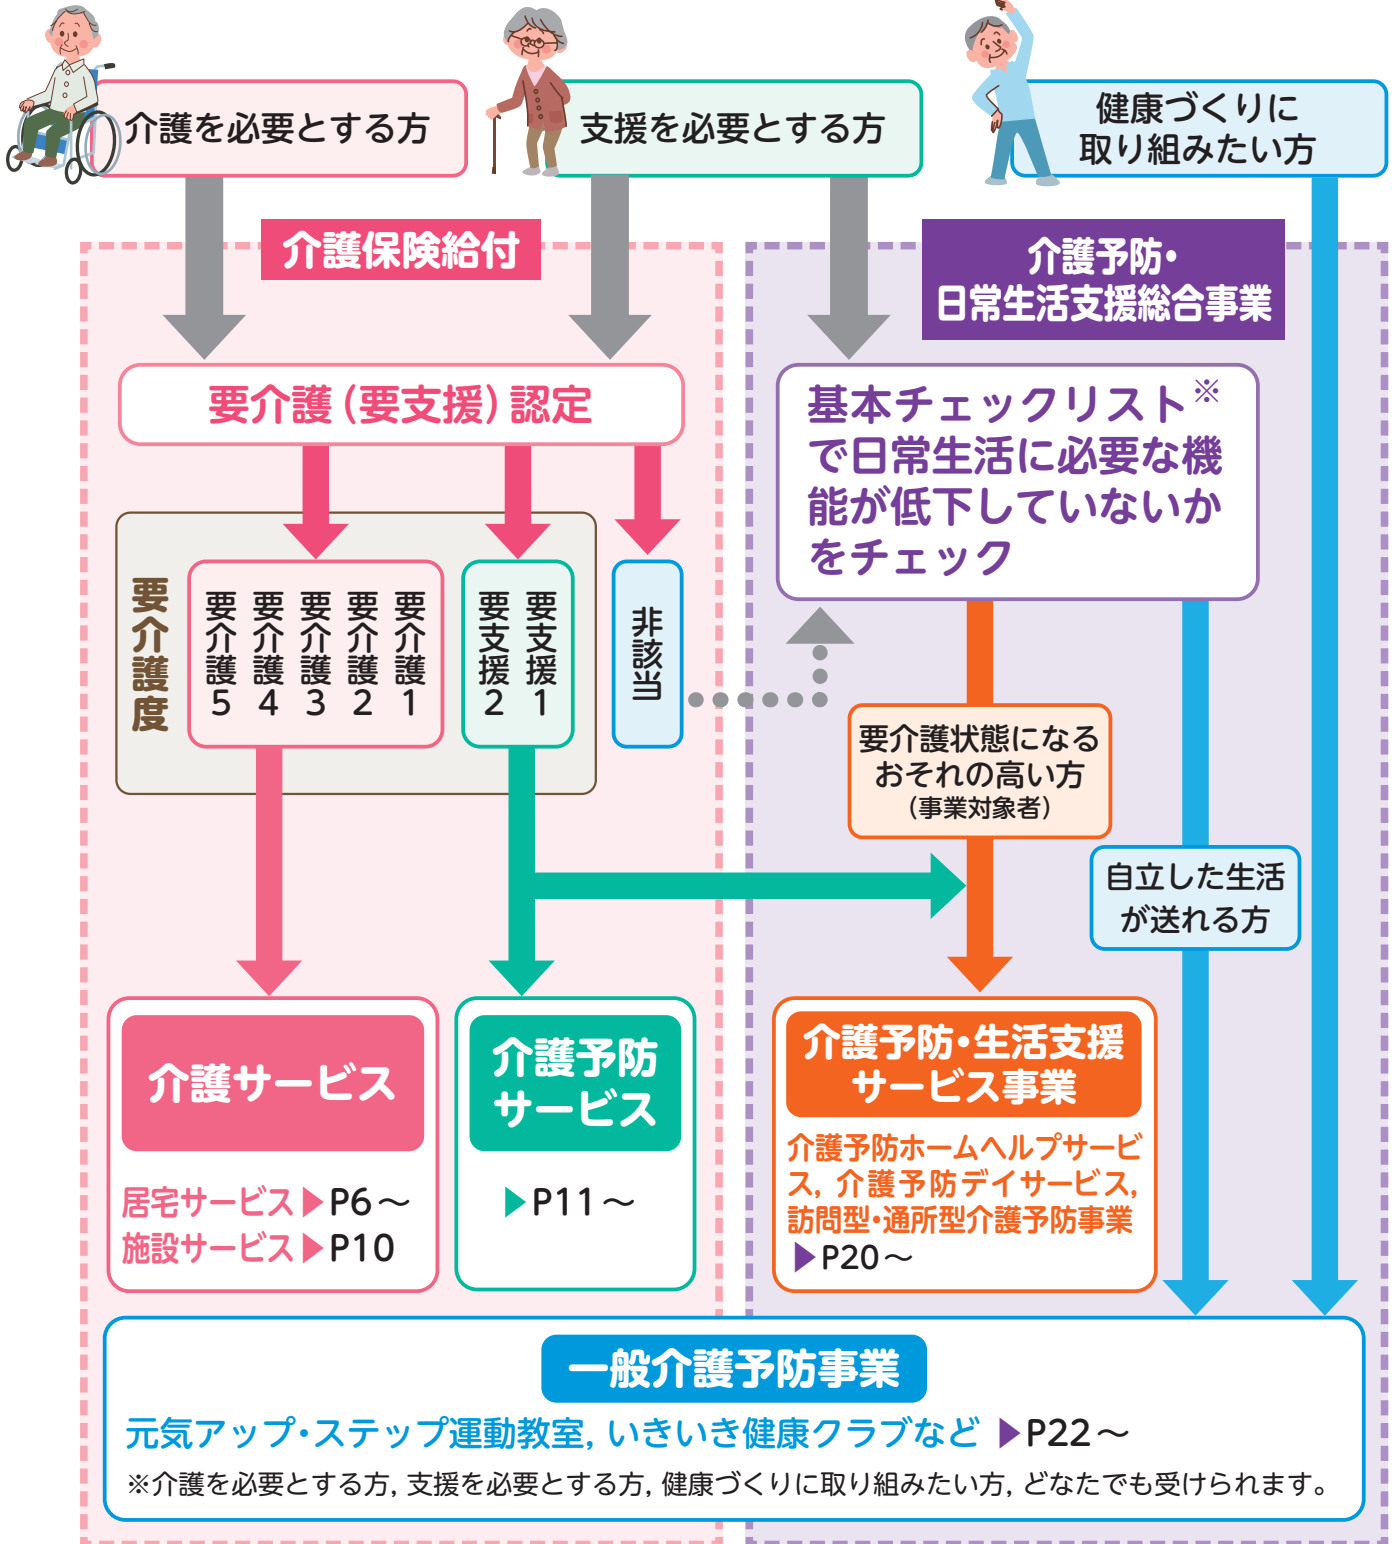 介護を必要とする方
支援を必要とする方
健康づくりに
取り組みたい方
介護保険給付
介護予防・
日常生活支援総合事業
要介護（要支援）認定
基本チェックリスト※
で日常生活に必要な機
能が低下していないか
をチェック
要介護度
要介護5
要介護4
要介護3
要介護2
要介護1
要支援2
要支援1
非該当
要介護状態になる
おそれの高い方
（事業対象者）
自立した生活
が送れる方
介護サービス
居宅サービス▶P6～
施設サービス▶P10
介護予防
サービス
▶P11～
介護予防・生活支援
サービス事業
介護予防ホームヘルプサービ
ス, 介護予防デイサービス,
訪問型・通所型介護予防事業
▶P20～
一般介護予防事業
元気アップ・ステップ運動教室, いきいき健康クラブなど ▶P22～
※介護を必要とする方, 支援を必要とする方, 健康づくりに取り組みたい方, どなたでも受けられます。